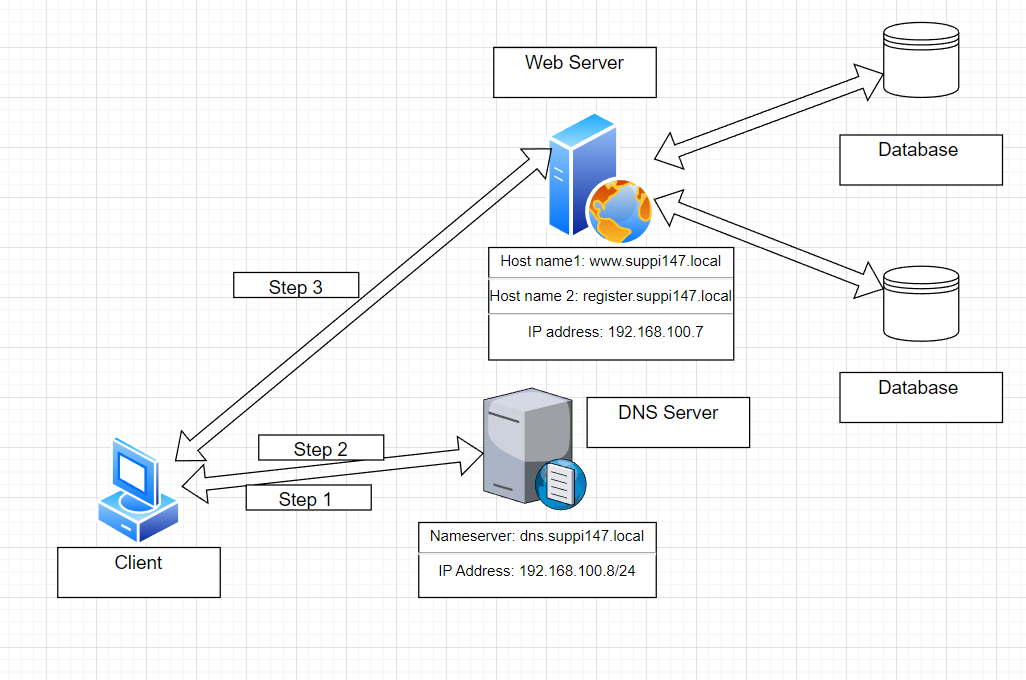 Web Server
Database
Host name1: www.suppi147.local
Host name 2: register.suppi147.local
IP address: 192.168.100.7
Step 3
Database
DNS Server
Step 2
Step 1
Nameserver: dns.suppi147.local
IP Address: 192.168.100.8/24
Client